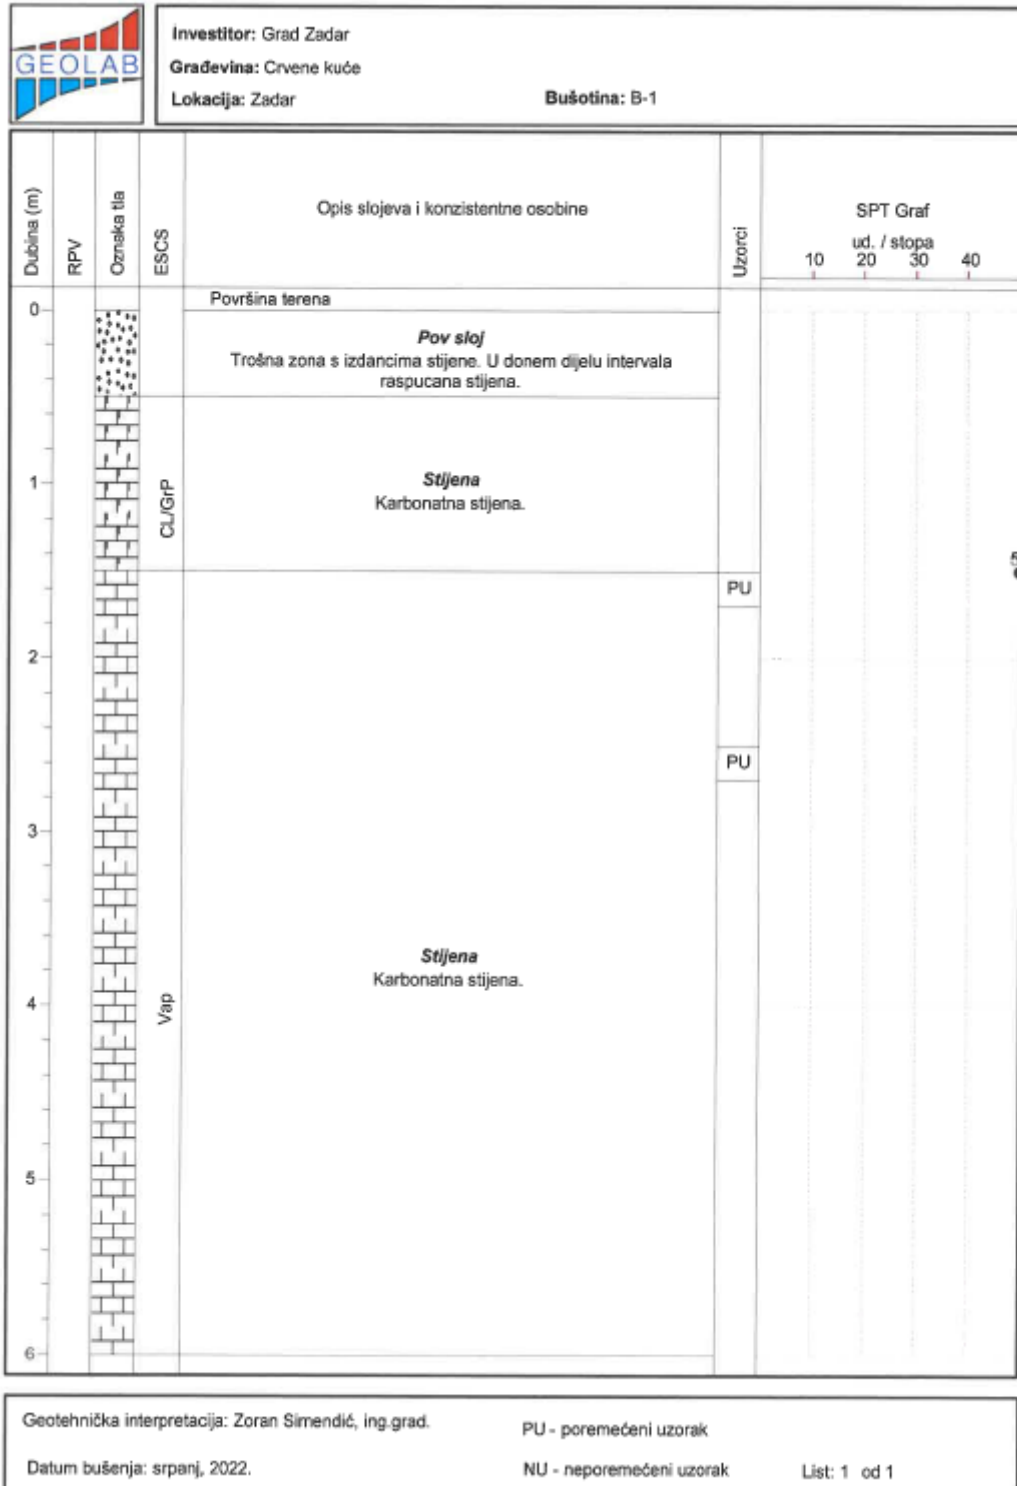 GEOLAB
Investitor: Grad Zadar
Građevina: Crvene kuće
Lokacija: Zadar
Bušotina: B-1
Dubina (m)
RPV
Oznaka tla
ESCS
Opis slojeva i konzistentne osobine
Uzorci
SPT Graf
ud. / stopa
10 20 30 40
Površina terena
0
Pov sloj
Trošna zona s izdancima stijene. U donem dijelu intervala
raspucana stijena.
1
CL/GrP
Stijena
Karbonatna stijena.
PU
2
PU
3
Stijena
Karbonatna stijena.
4
Vap
5
6
Geotehnička interpretacija: Zoran Simendić, ing.grad.
PU - poremećeni uzorak
Datum bušenja: srpanj, 2022.
NU - neporemećeni uzorak
List: 1 od 1